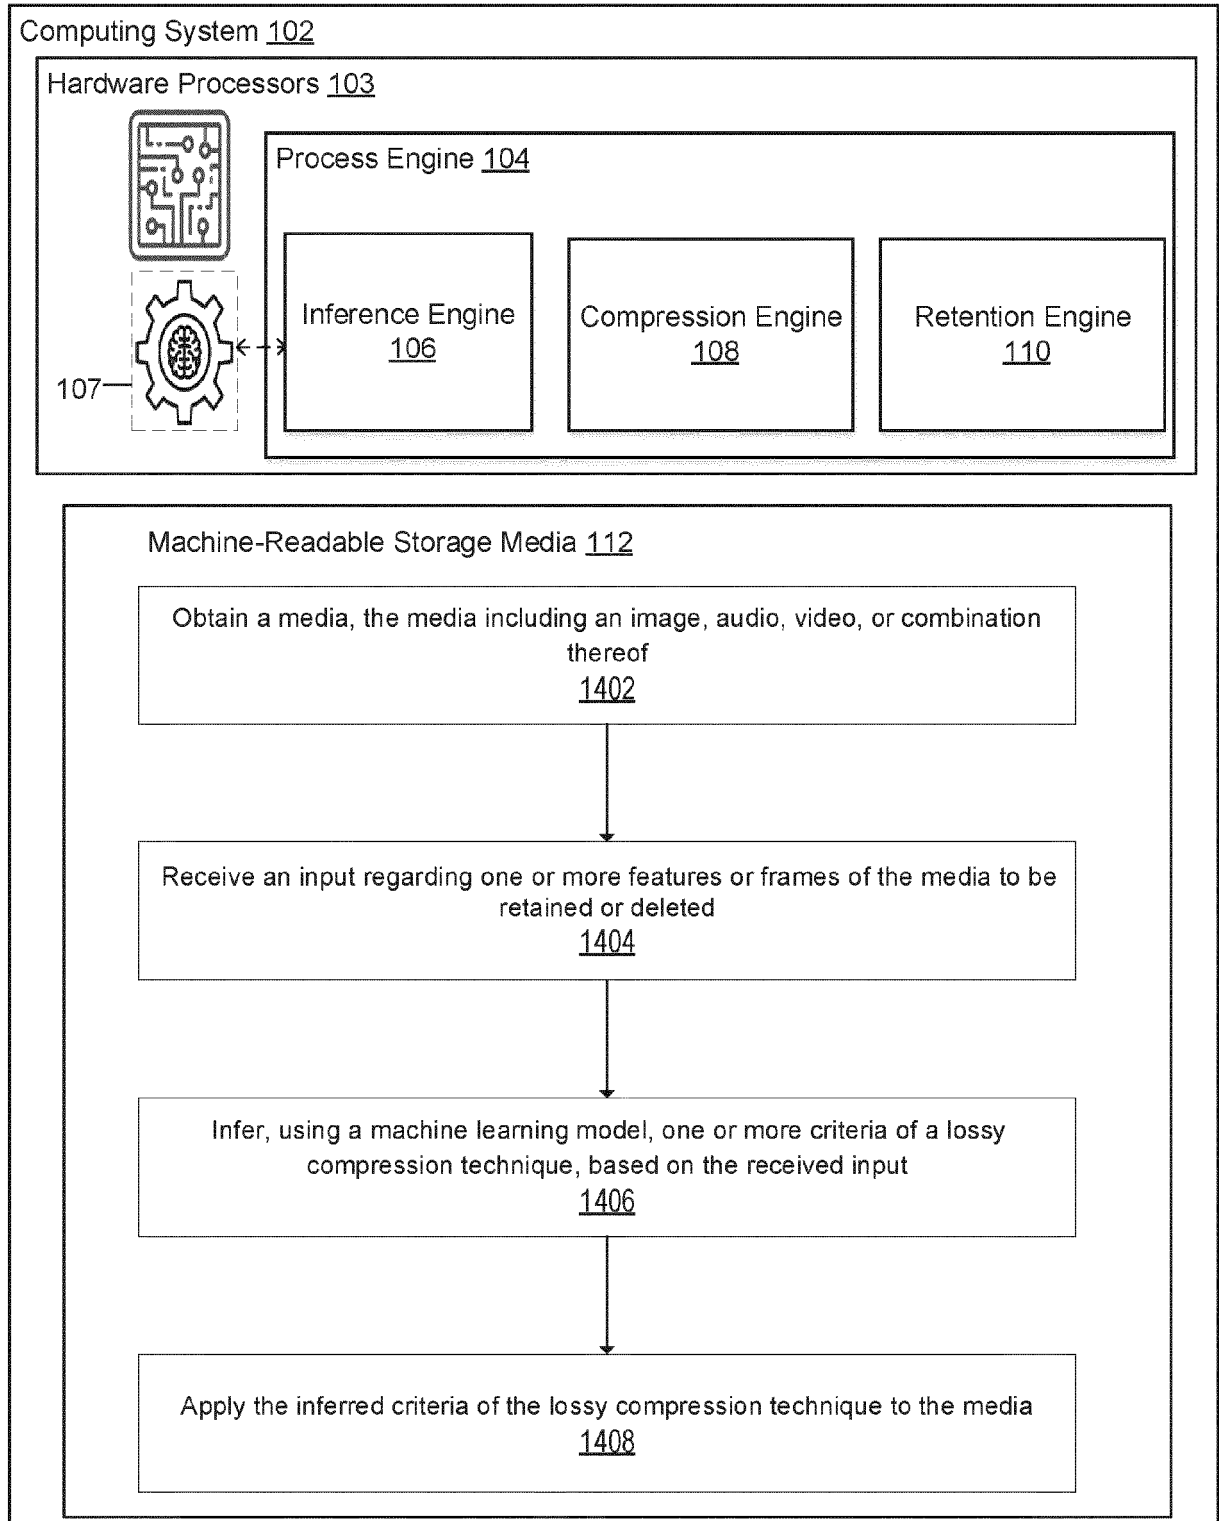 Computing System 102
Hardware Processors 103
Process Engine 104
Inference Engine
106
Compression Engine
108
Retention Engine
110
107
Machine-Readable Storage Media 112
Obtain a media, the media including an image, audio, video, or combination
thereof
1402
Receive an input regarding one or more features or frames of the media to be
retained or deleted
1404
Infer, using a machine learning model, one or more criteria of a lossy
compression technique, based on the received input
1406
Apply the inferred criteria of the lossy compression technique to the media
1408